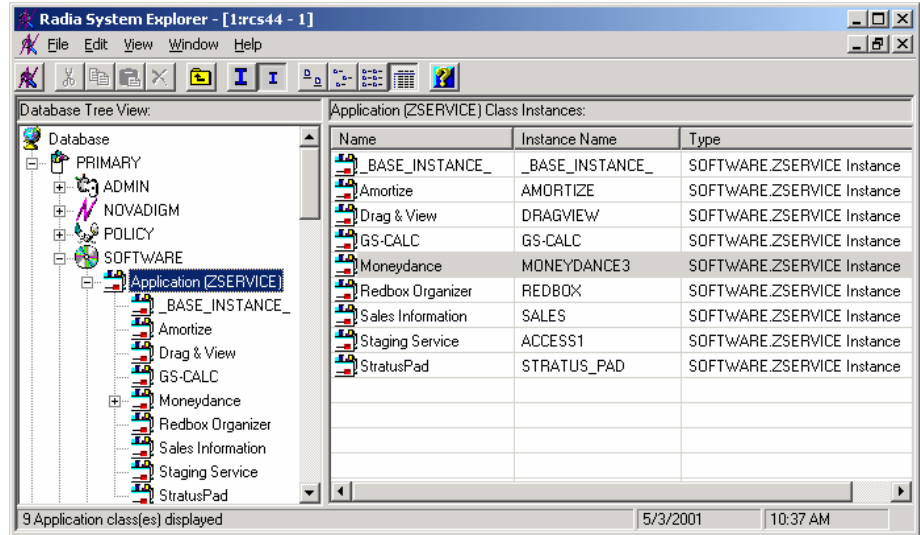 Radia System Explorer - [1:rcs44 - 1]
File Edit View Window Help
Database Tree View:
Database
PRIMARY
ADMIN
NOVADIGM
POLICY
SOFTWARE
Application (ZSERVICE)
_BASE_INSTANCE_
Amortize
Drag & View
GS-CALC
Moneydance
Redbox Organizer
Sales Information
Staging Service
StratusPad
Application (ZSERVICE) Class Instances:
Name Instance Name Type
_BASE_INSTANCE_ _BASE_INSTANCE_ SOFTWARE.ZSERVICE Instance
Amortize AMORTIZE SOFTWARE.ZSERVICE Instance
Drag & View DRAGVIEW SOFTWARE.ZSERVICE Instance
GS-CALC GS-CALC SOFTWARE.ZSERVICE Instance
Moneydance MONEYDANCE3 SOFTWARE.ZSERVICE Instance
Redbox Organizer REDBOX SOFTWARE.ZSERVICE Instance
Sales Information SALES SOFTWARE.ZSERVICE Instance
Staging Service ACCESS1 SOFTWARE.ZSERVICE Instance
StratusPad STRATUS_PAD SOFTWARE.ZSERVICE Instance
9 Application class(es) displayed 5/3/2001 10:37 AM